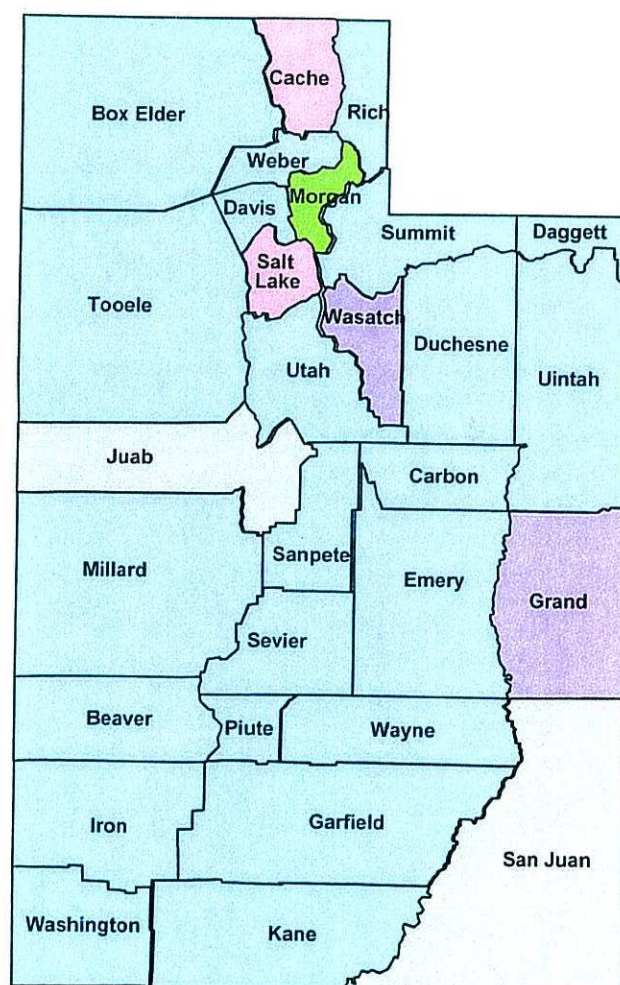 Cache
Box Elder
Rich
Weber
Morgan
Davis
Summit
Daggett
Salt
Lake
Tooele
Wasatch
Duchesne
Utah
Uintah
Juab
Carbon
Sanpete
Millard
Emery
Grand
Sevier
Beaver
Piute
Wayne
Iron
Garfield
San Juan
Washington
Kane